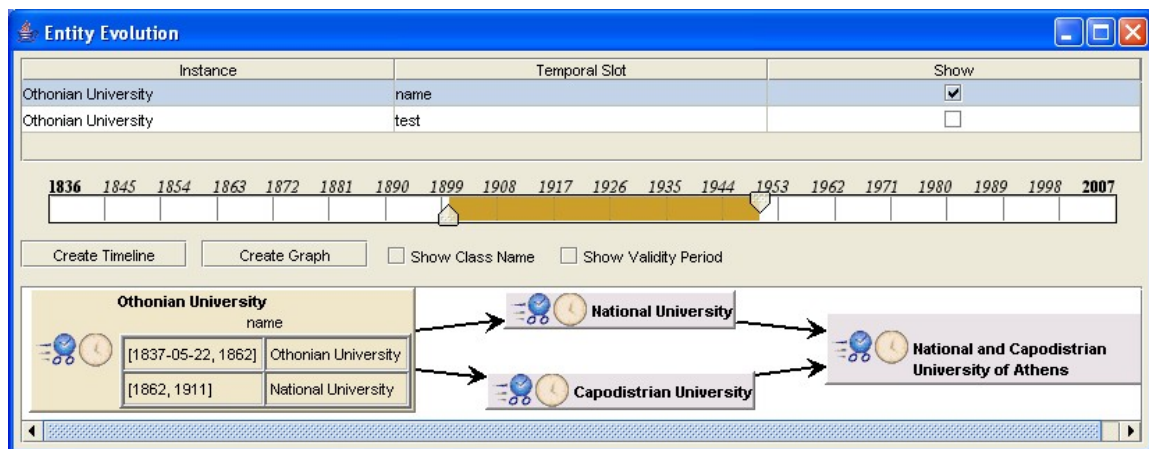 Entity Evolution
Instance Temporal Slot Show
Othonian University name
Othonian University test
1836 1845 1854 1863 1872 1881 1890 1899 1908 1917 1926 1935 1944 1953 1962 1971 1980 1989 1998 2007
Create Timeline Create Graph Show Class Name Show Validity Period
Othonian University
name
[1837-05-22, 1862] Othonian University
[1862, 1911] National University
National University
Capodistrian University
National and Capodistrian
University of Athens